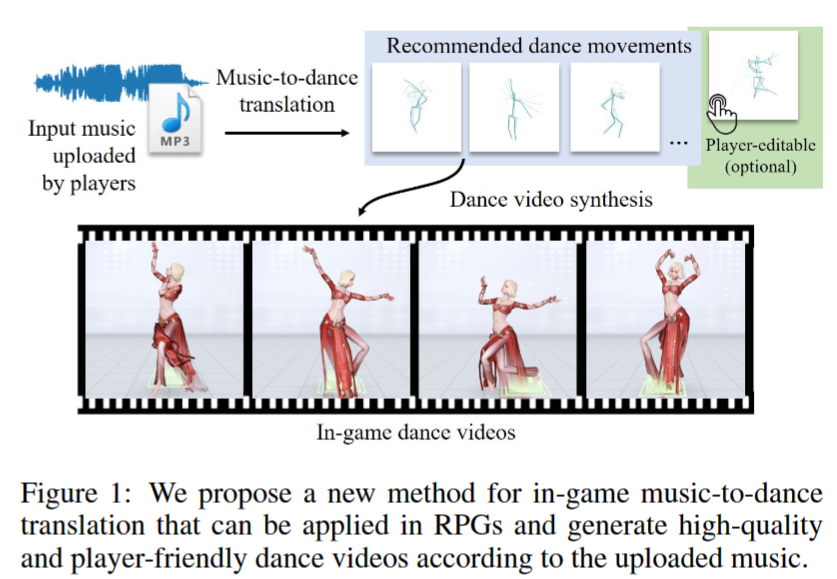 Recommended dance movements
Music-to-dance
translation
Input music
uploaded
by players
MP3
...
Player-editable
(optional)
Dance video synthesis
In-game dance videos
Figure 1: We propose a new method for in-game music-to-dance
translation that can be applied in RPGs and generate high-quality
and player-friendly dance videos according to the uploaded music.